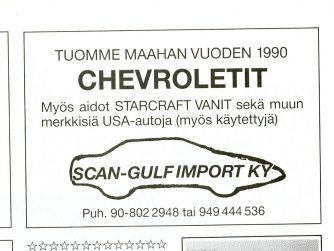 TUOMME MAAHAN VUODEN 1990
CHEVROLETIT
Myös aidot STARCRAFT VANIT sekä muun
merkkisiä USA-autoja (myös käytettyjä)
SCAN-GULF IMPORT KY
Puh. 90-802 2948 tai 949 444 536